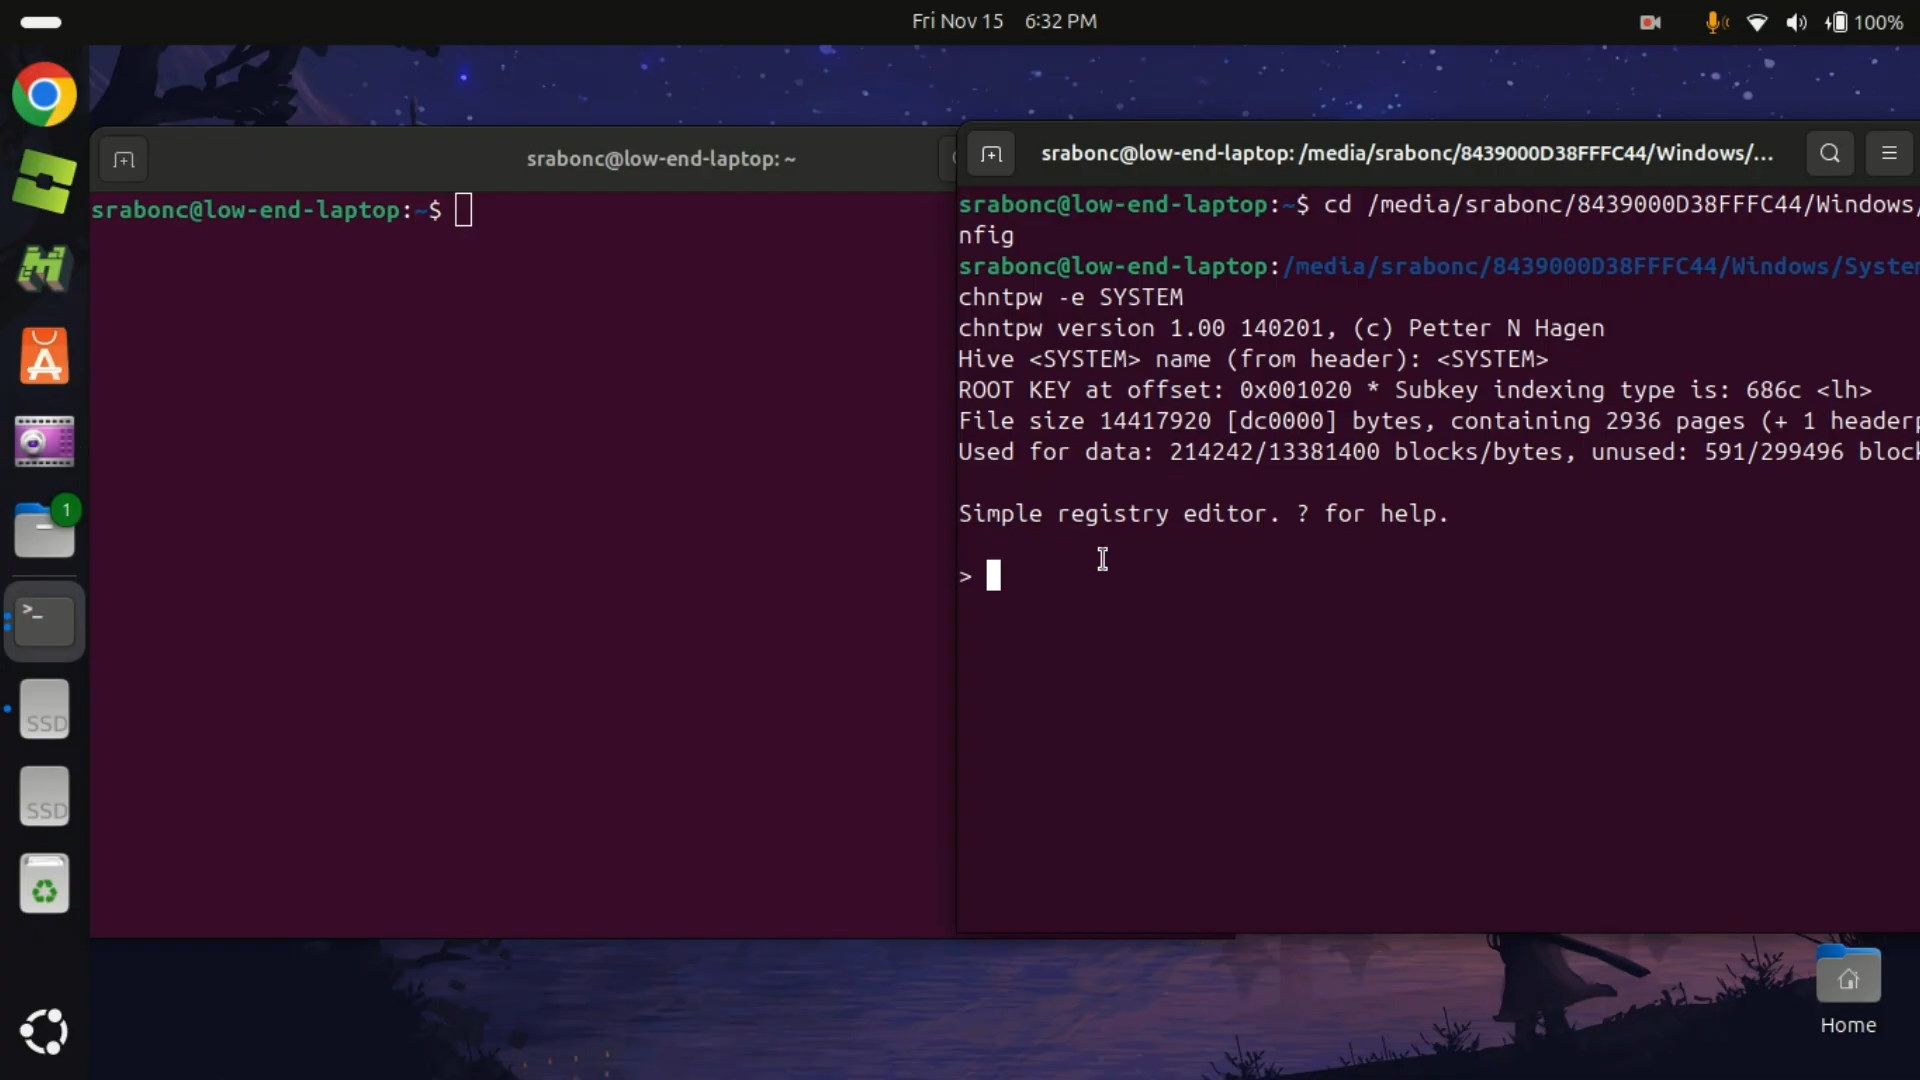 Fri Nov 15 6:32 PM
100%
srabonc@low-end-laptop: ~
srabonc@low-end-laptop:~$
srabonc@low-end-laptop: /media/srabonc/8439000D38FFFC44/Windows/...
srabonc@low-end-laptop:~$ cd /media/srabonc/8439000D38FFFC44/Windows/
nfig
srabonc@low-end-laptop:/media/srabonc/8439000D38FFFC44/Windows/System
chntpw -e SYSTEM
chntpw version 1.00 140201, (c) Petter N Hagen
Hive <SYSTEM> name (from header): <SYSTEM>
ROOT KEY at offset: 0x001020 * Subkey indexing type is: 686c <lh>
File size 14417920 [dc0000] bytes, containing 2936 pages (+ 1 headerp
Used for data: 214242/13381400 blocks/bytes, unused: 591/299496 block
Simple registry editor. ? for help.
>
1
>_
SSD
SSD
Home